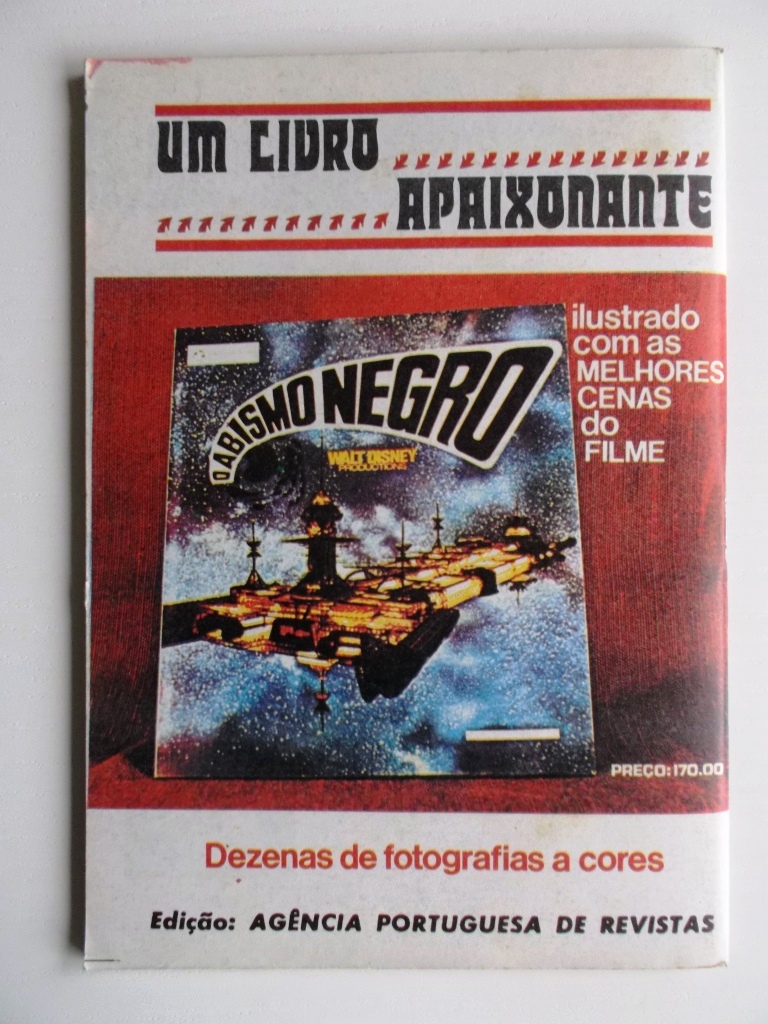 UM LIVRO
APAIXONANTE
ilustrado
com as
MELHORES
CENAS
do
FILME
O ABISMO NEGRO
WALT DISNEY
PRODUCTIONS
PREÇO: 170.00
Dezenas de fotografias a cores
Edição: AGÊNCIA PORTUGUESA DE REVISTAS